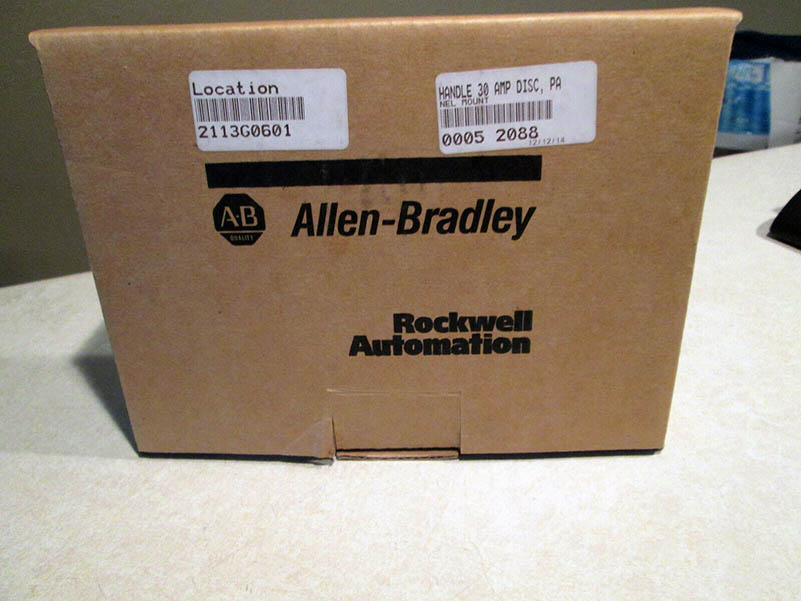 Location
2113G0601
HANDLE 30 AMP DISC, PA
NEL MOUNT
0005 2088
12/12/14
A-B
QUALITY
Allen-Bradley
Rockwell
Automation